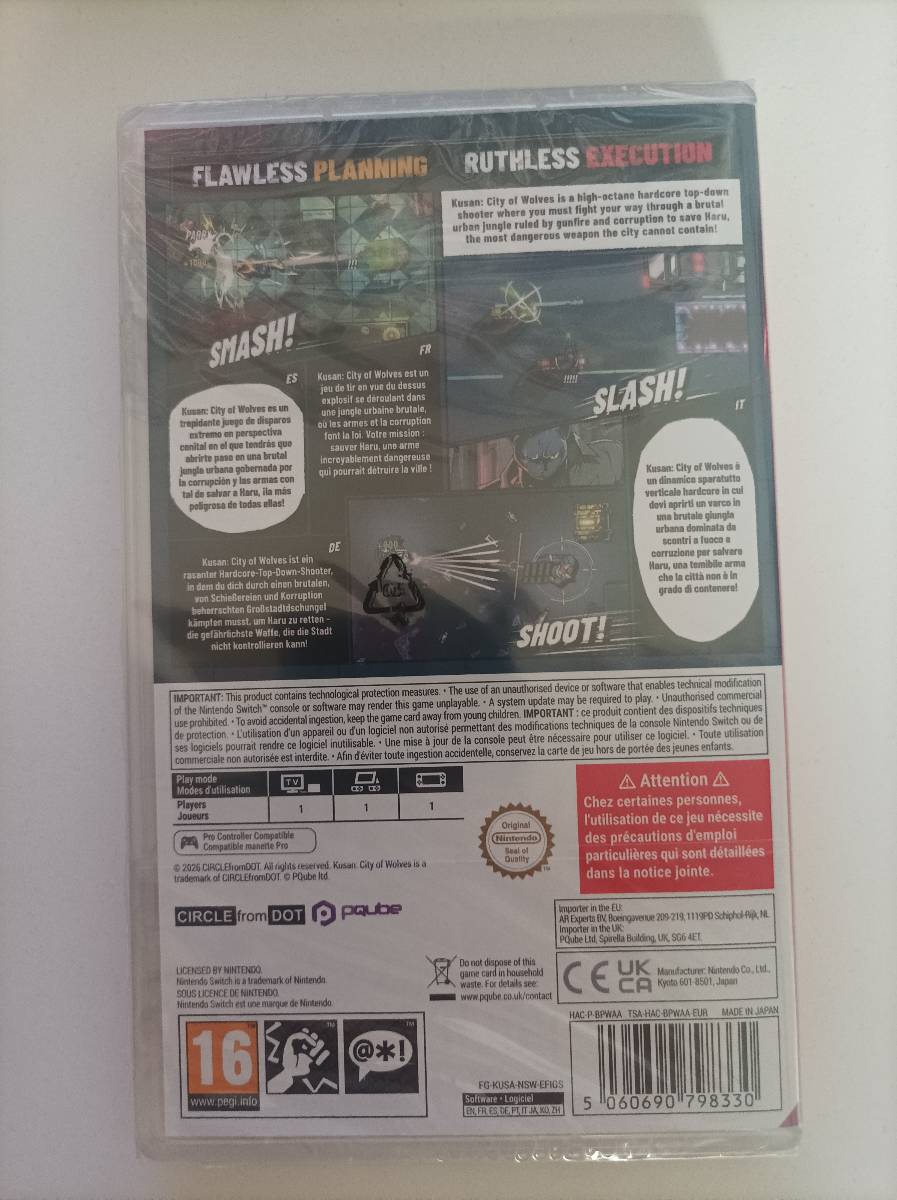 FLAWLESS PLANNING
RUTHLESS EXECUTION
Kusan: City of Wolves is a high-octane hardcore top-down
shooter where you must fight your way through a brutal
urban jungle ruled by gunfire and corruption to save Haru,
the most dangerous weapon the city cannot contain!
!!!
SMASH!
!!!!!
SLASH!
ES
Kusan: City of Wolves es un
trepidante juego de disparos
extremo en perspectiva
cenital en el que tendrás que
abrirte paso en una brutal
jungla urbana gobernada por
la corrupción y las armas con
tal de salvar a Haru, ¡la más
peligrosa de todas ellas!
FR
Kusan: City of Wolves est un
jeu de tir en vue du dessus
explosif se déroulant dans
une jungle urbaine brutale,
où les armes et la corruption
font la loi. Votre mission :
sauver Haru, une arme
incroyablement dangereuse
qui pourrait détruire la ville !
IT
Kusan: City of Wolves è
un dinamico sparatutto
verticale hardcore in cui
dovi aprirti un varco in
una brutale giungla
urbana dominata da
scontri a fuoco e
corruzione per salvare
Haru, una temibile arma
che la città non è in
grado di contenere!
DE
Kusan: City of Wolves ist ein
rasanter Hardcore-Top-Down-Shooter,
in dem du dich durch einen brutalen,
von Schießereien und Korruption
beherrschten Großstadtdschungel
kämpfen musst, um Haru zu retten –
die gefährlichste Waffe, die die Stadt
nicht kontrollieren kann!
SHOOT!
IMPORTANT: This product contains technological protection measures. • The use of an unauthorised device or software that enables technical modification
of the Nintendo Switch™ console or software may render this game unplayable. • A system update may be required to play. • Unauthorised commercial
use prohibited. • To avoid accidental ingestion, keep the game card away from young children. IMPORTANT : ce produit contient des dispositifs techniques
de protection. • L'utilisation d'un appareil ou d'un logiciel non autorisé permettant des modifications techniques de la console Nintendo Switch ou de
ses logiciels pourrait rendre ce logiciel inutilisable. • Une mise à jour de la console peut être nécessaire pour utiliser ce logiciel. • Toute utilisation
commerciale non autorisée est interdite. • Afin d'éviter toute ingestion accidentelle, conservez la carte de jeu hors de portée des jeunes enfants.
Play mode
Modes d'utilisation
TV
Players
Joueurs
1
1
1
Pro Controller Compatible
Compatible manette Pro
Original
Nintendo
Seal of
Quality
™
⚠ Attention ⚠
Chez certaines personnes,
l'utilisation de ce jeu nécessite
des précautions d'emploi
particulières qui sont détaillées
dans la notice jointe.
© 2026 CIRCLEfromDOT. All rights reserved. Kusan: City of Wolves is a
trademark of CIRCLEfromDOT. © PQube ltd.
CIRCLE from DOT
PQube
Importer in the EU:
AR Experts BV, Boeingavenue 209-219, 1119PD Schiphol-Rijk, NL
Importer in the UK:
PQube Ltd, Spirella Building, UK, SG6 4ET
LICENSED BY NINTENDO.
Nintendo Switch is a trademark of Nintendo.
SOUS LICENCE DE NINTENDO.
Nintendo Switch est une marque de Nintendo.
Do not dispose of this
game card in household
waste. For details see:
www.pqube.co.uk/contact
CE
UK
CA
Manufacturer: Nintendo Co., Ltd.,
Kyoto 601-8501, Japan
HAC-P-BPWAA TSA-HAC-BPWAA-EUR MADE IN JAPAN
16
™
www.pegi.info
™
@*!
™
FG-KUSA-NSW-EFIGS
Software • Logiciel
EN, FR, ES, DE, PT, IT JA, KO, ZH
5 060690 798330